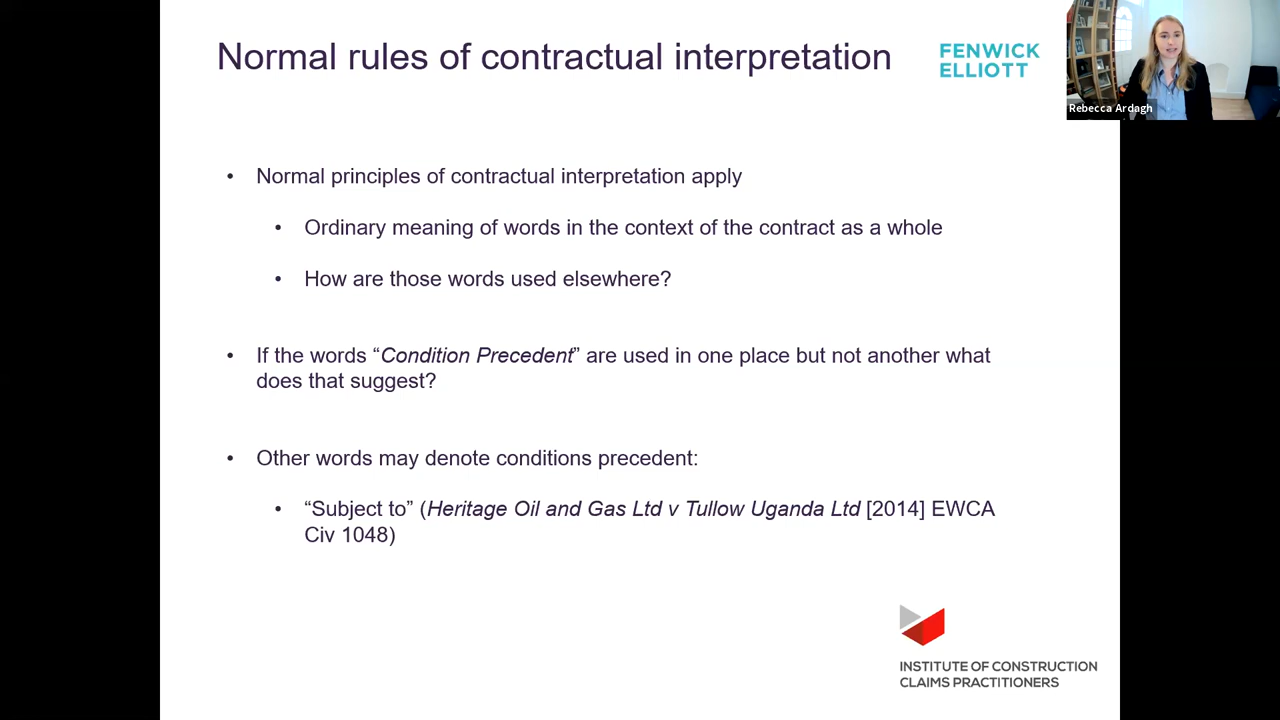 Normal rules of contractual interpretation
FENWICK
ELLIOTT
Rebecca Ardagh
• Normal principles of contractual interpretation apply
• Ordinary meaning of words in the context of the contract as a whole
• How are those words used elsewhere?
• If the words “Condition Precedent” are used in one place but not another what
does that suggest?
• Other words may denote conditions precedent:
• “Subject to” (Heritage Oil and Gas Ltd v Tullow Uganda Ltd [2014] EWCA
Civ 1048)
INSTITUTE OF CONSTRUCTION
CLAIMS PRACTITIONERS